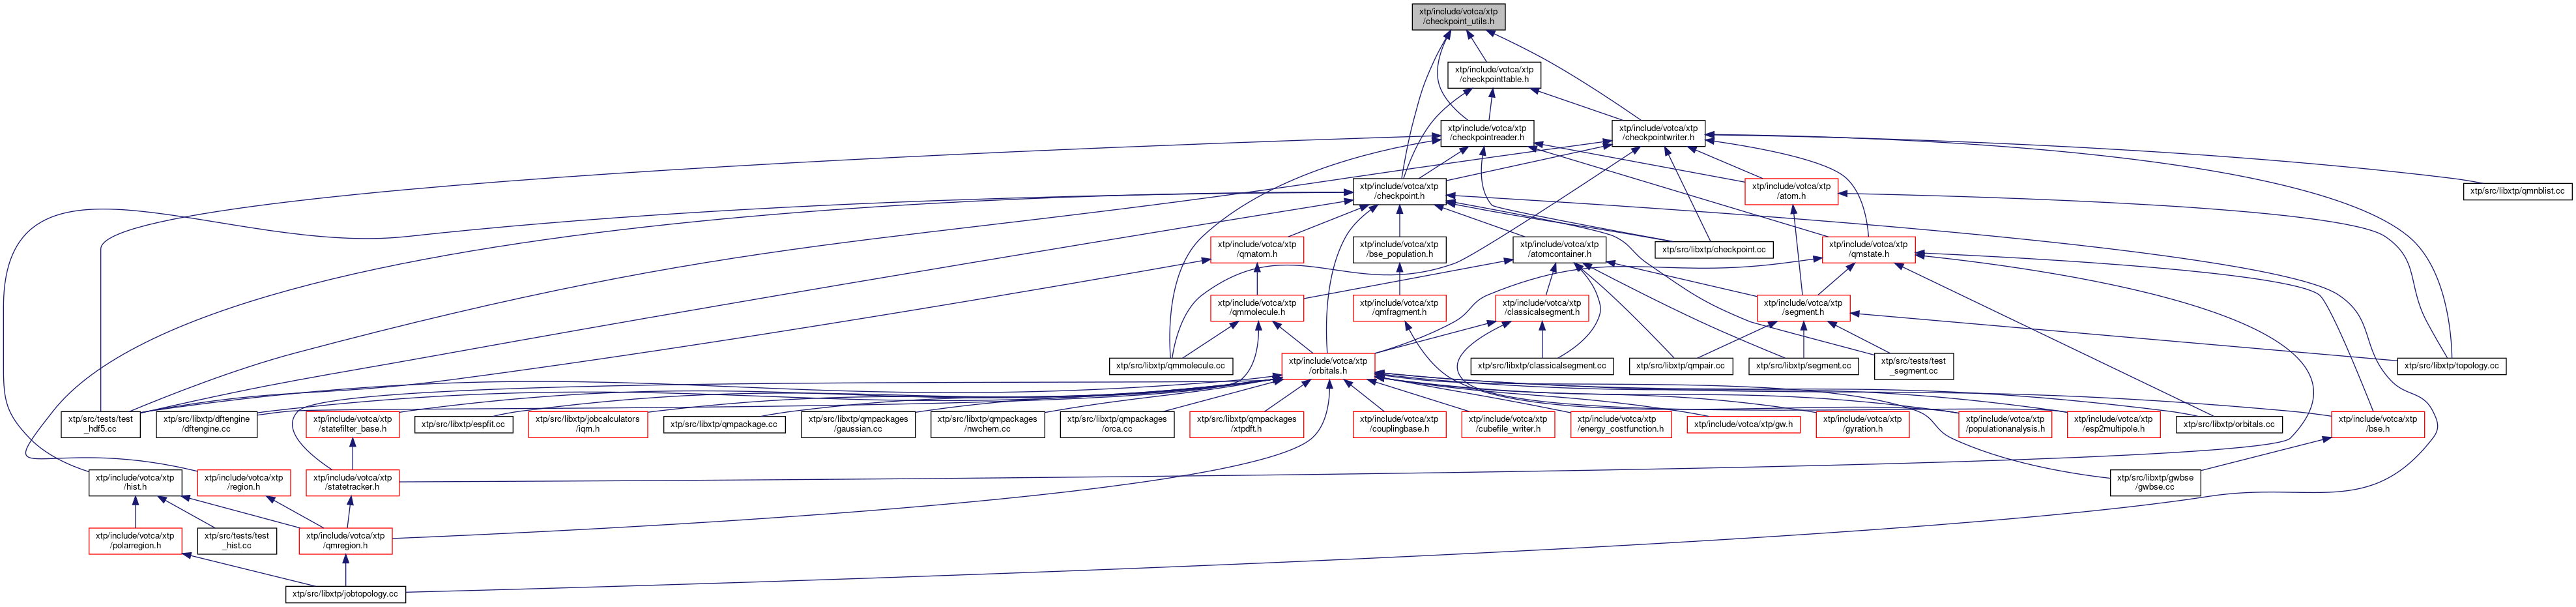 xtp/include/votca/xtp
/checkpoint_utils.h
xtp/include/votca/xtp
/checkpointtable.h
xtp/include/votca/xtp
/checkpointreader.h
xtp/include/votca/xtp
/checkpointwriter.h
xtp/include/votca/xtp
/checkpoint.h
xtp/include/votca/xtp
/atom.h
xtp/src/libxtp/qmnblist.cc
xtp/include/votca/xtp
/qmatom.h
xtp/include/votca/xtp
/bse_population.h
xtp/include/votca/xtp
/atomcontainer.h
xtp/src/libxtp/checkpoint.cc
xtp/include/votca/xtp
/qmstate.h
xtp/include/votca/xtp
/qmmolecule.h
xtp/include/votca/xtp
/qmfragment.h
xtp/include/votca/xtp
/classicalsegment.h
xtp/include/votca/xtp
/segment.h
xtp/src/libxtp/qmmolecule.cc
xtp/include/votca/xtp
/orbitals.h
xtp/src/libxtp/classicalsegment.cc
xtp/src/libxtp/qmpair.cc
xtp/src/libxtp/segment.cc
xtp/src/tests/test
_segment.cc
xtp/src/libxtp/topology.cc
xtp/src/tests/test
_hdf5.cc
xtp/src/libxtp/dftengine
/dftengine.cc
xtp/include/votca/xtp
/statefilter_base.h
xtp/src/libxtp/espfit.cc
xtp/src/libxtp/jobcalculators
/iqm.h
xtp/src/libxtp/qmpackage.cc
xtp/src/libxtp/qmpackages
/gaussian.cc
xtp/src/libxtp/qmpackages
/nwchem.cc
xtp/src/libxtp/qmpackages
/orca.cc
xtp/src/libxtp/qmpackages
/xtpdft.h
xtp/include/votca/xtp
/couplingbase.h
xtp/include/votca/xtp
/cubefile_writer.h
xtp/include/votca/xtp
/energy_costfunction.h
xtp/include/votca/xtp/gw.h
xtp/include/votca/xtp
/gyration.h
xtp/include/votca/xtp
/populationanalysis.h
xtp/include/votca/xtp
/esp2multipole.h
xtp/src/libxtp/orbitals.cc
xtp/include/votca/xtp
/bse.h
xtp/include/votca/xtp
/hist.h
xtp/include/votca/xtp
/region.h
xtp/include/votca/xtp
/statetracker.h
xtp/src/libxtp/gwbse
/gwbse.cc
xtp/include/votca/xtp
/polarregion.h
xtp/src/tests/test
_hist.cc
xtp/include/votca/xtp
/qmregion.h
xtp/src/libxtp/jobtopology.cc